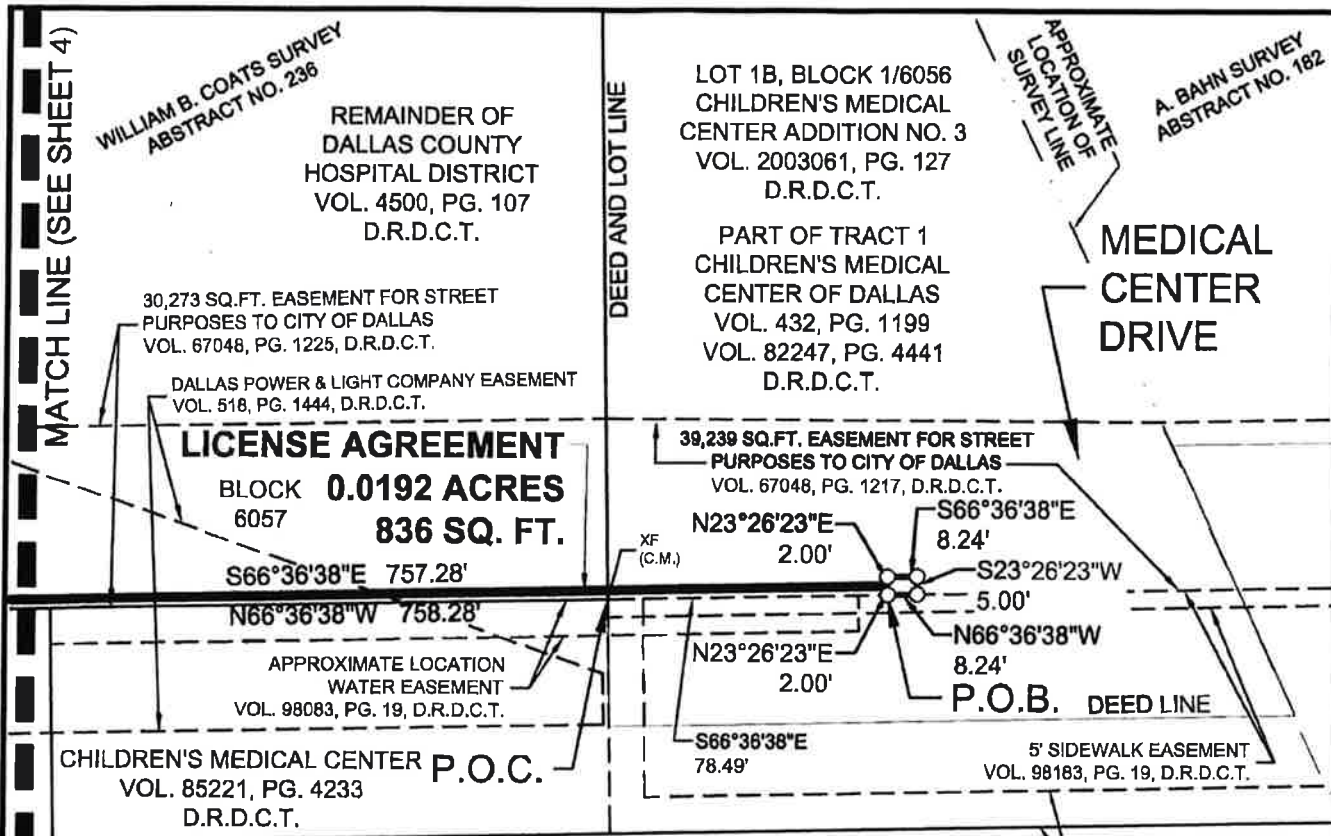 MATCH LINE (SEE SHEET 4)
WILLIAM B. COATS SURVEY
ABSTRACT NO. 236
REMAINDER OF
DALLAS COUNTY
HOSPITAL DISTRICT
VOL. 4500, PG. 107
D.R.D.C.T.
DEED AND LOT LINE
LOT 1B, BLOCK 1/6056
CHILDREN'S MEDICAL
CENTER ADDITION NO. 3
VOL. 2003061, PG. 127
D.R.D.C.T.
PART OF TRACT 1
CHILDREN'S MEDICAL
CENTER OF DALLAS
VOL. 432, PG. 1199
VOL. 82247, PG. 4441
D.R.D.C.T.
APPROXIMATE
LOCATION OF
SURVEY LINE
A. BAHN SURVEY
ABSTRACT NO. 182
MEDICAL
CENTER
DRIVE
30,273 SQ.FT. EASEMENT FOR STREET
PURPOSES TO CITY OF DALLAS
VOL. 67048, PG. 1225, D.R.D.C.T.
DALLAS POWER & LIGHT COMPANY EASEMENT
VOL. 518, PG. 1444, D.R.D.C.T.
LICENSE AGREEMENT
0.0192 ACRES
836 SQ. FT.
BLOCK
6057
39,239 SQ.FT. EASEMENT FOR STREET
PURPOSES TO CITY OF DALLAS
VOL. 67048, PG. 1217, D.R.D.C.T.
N23°26'23"E
2.00'
S66°36'38"E
8.24'
XF
(C.M.)
S66°36'38"E 757.28'
N66°36'38"W 758.28'
S23°26'23"W
5.00'
N66°36'38"W
8.24'
N23°26'23"E
2.00'
P.O.B.
DEED LINE
APPROXIMATE LOCATION
WATER EASEMENT
VOL. 98083, PG. 19, D.R.D.C.T.
S66°36'38"E
78.49'
5' SIDEWALK EASEMENT
VOL. 98183, PG. 19, D.R.D.C.T.
CHILDREN'S MEDICAL CENTER
VOL. 85221, PG. 4233
D.R.D.C.T.
P.O.C.